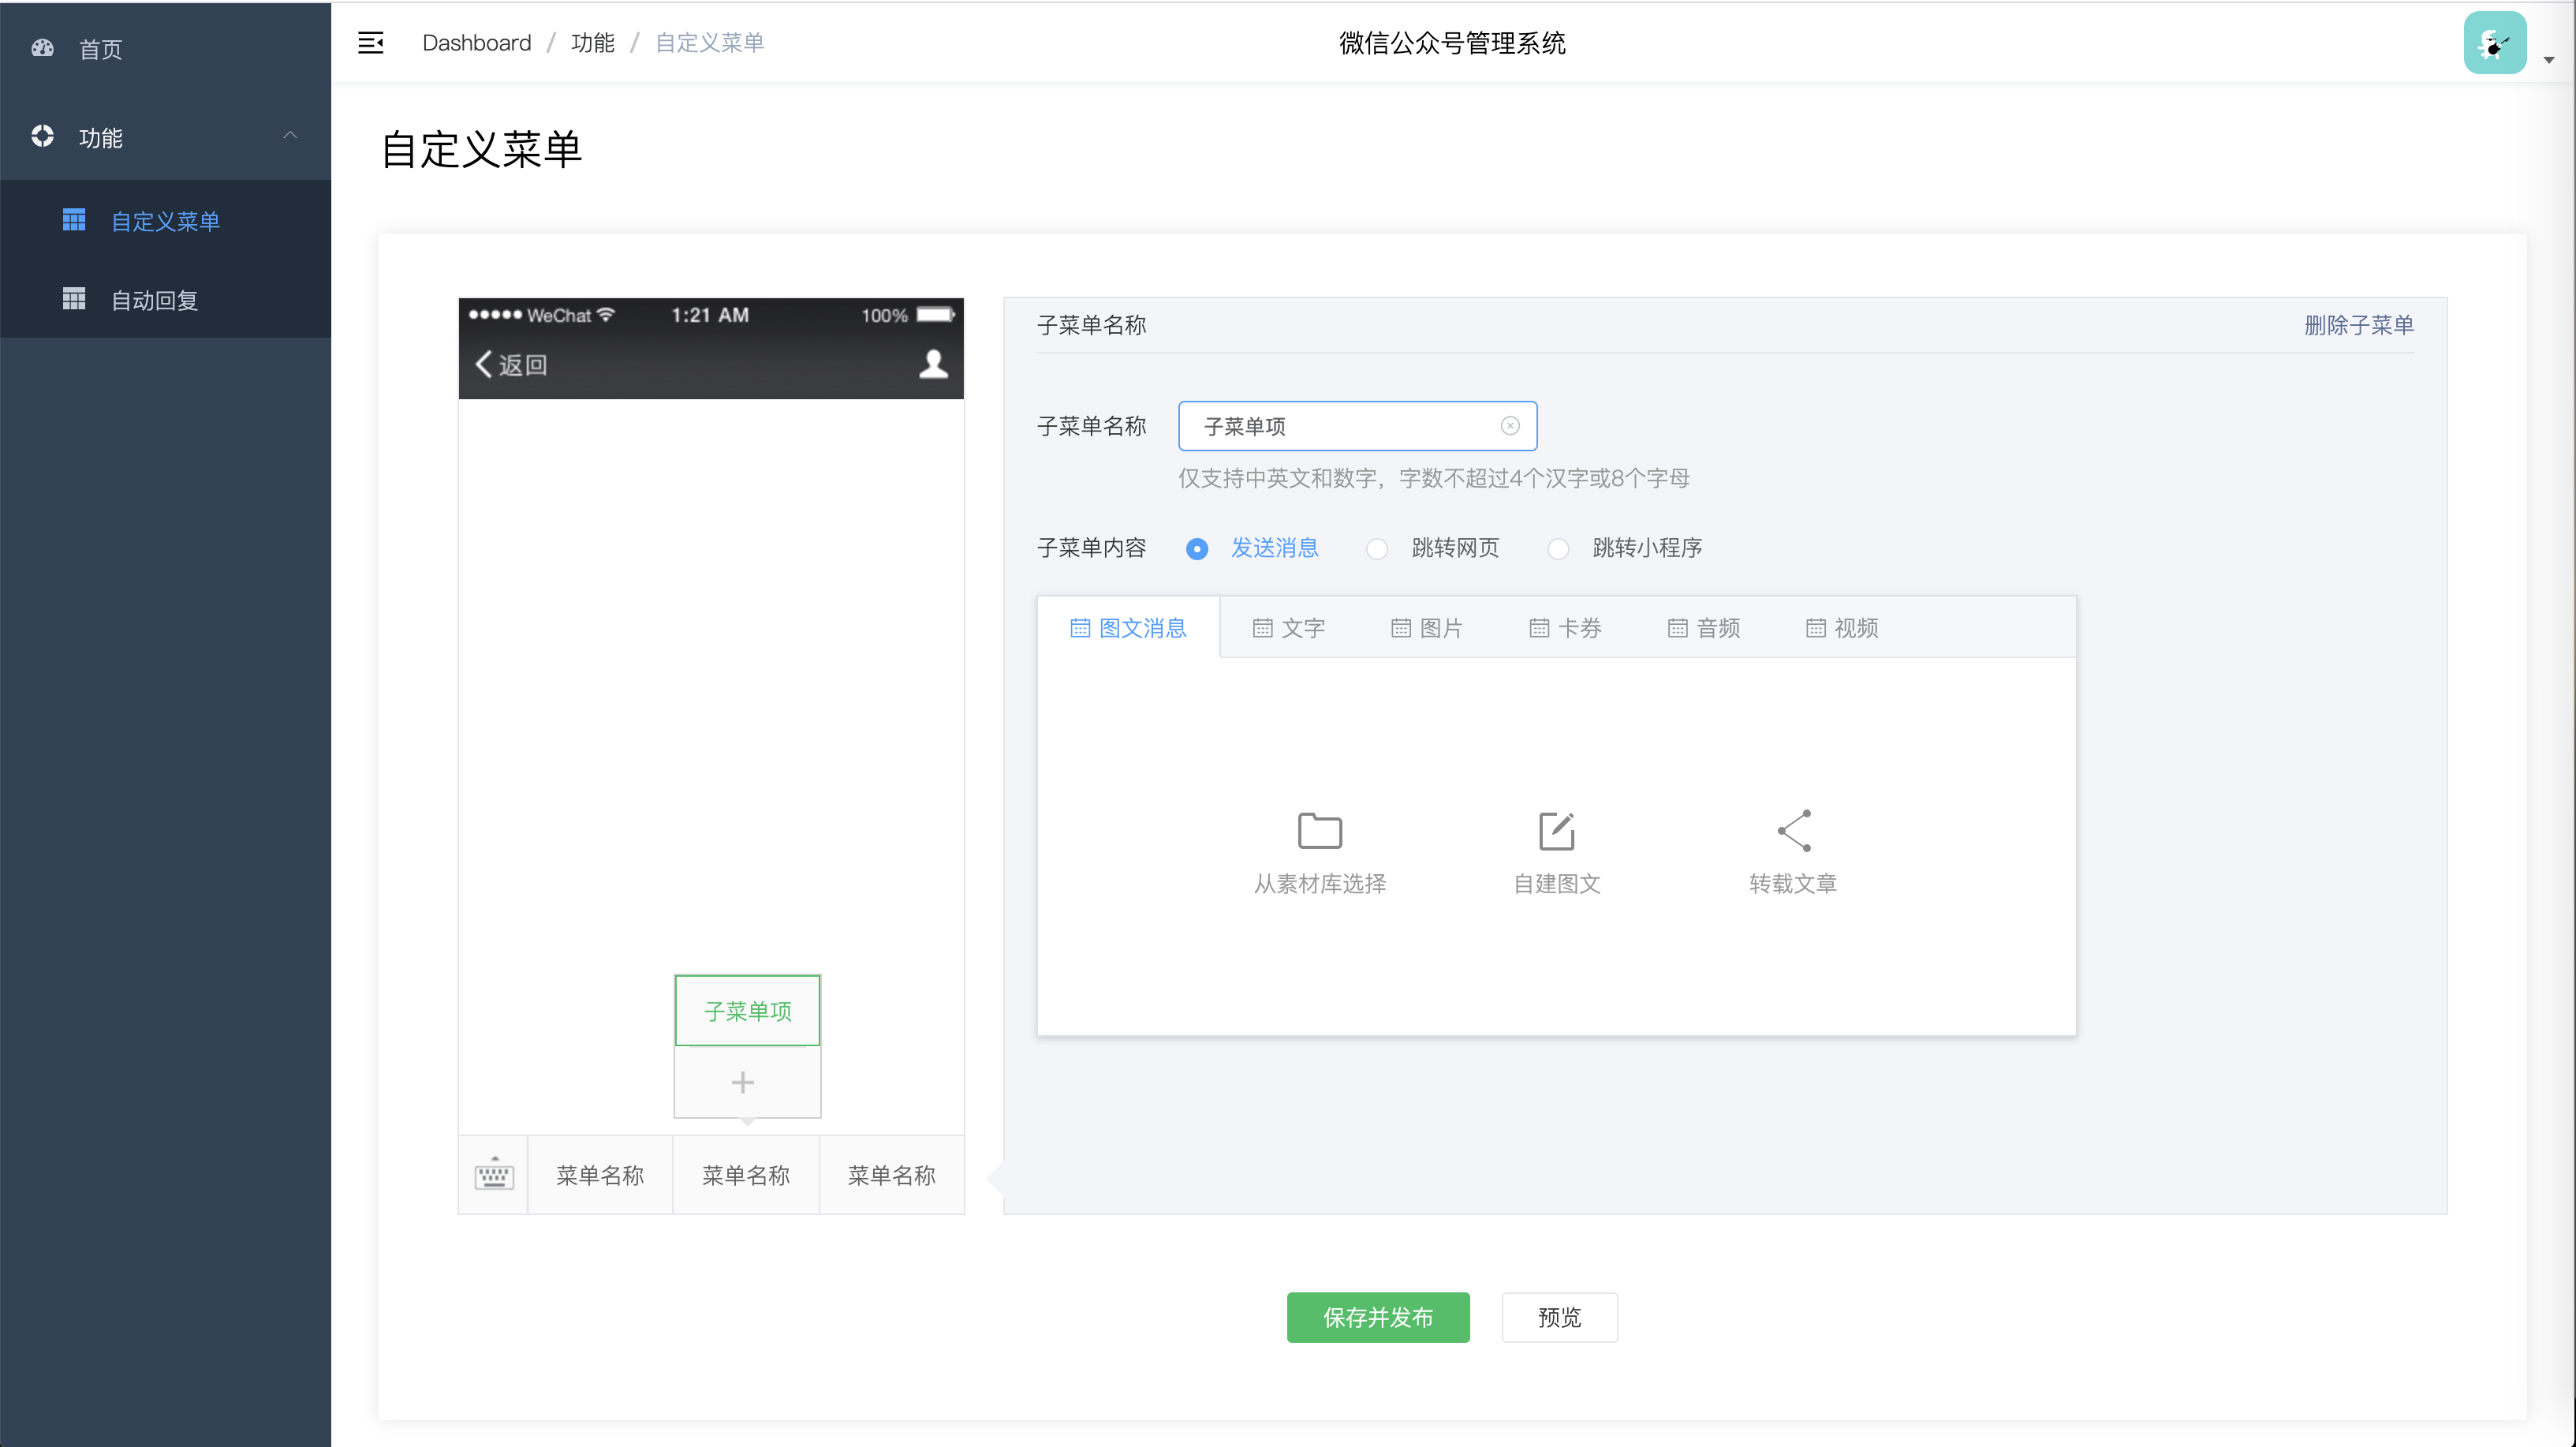 首页
功能
自定义菜单
自动回复
Dashboard / 功能 / 自定义菜单
微信公众号管理系统
自定义菜单
WeChat 1:21 AM 100%
返回
子菜单项
菜单名称 菜单名称 菜单名称
子菜单名称 删除子菜单
子菜单名称 子菜单项
仅支持中英文和数字，字数不超过4个汉字或8个字母
子菜单内容 发送消息 跳转网页 跳转小程序
图文消息 文字 图片 卡券 音频 视频
从素材库选择 自建图文 转载文章
保存并发布 预览